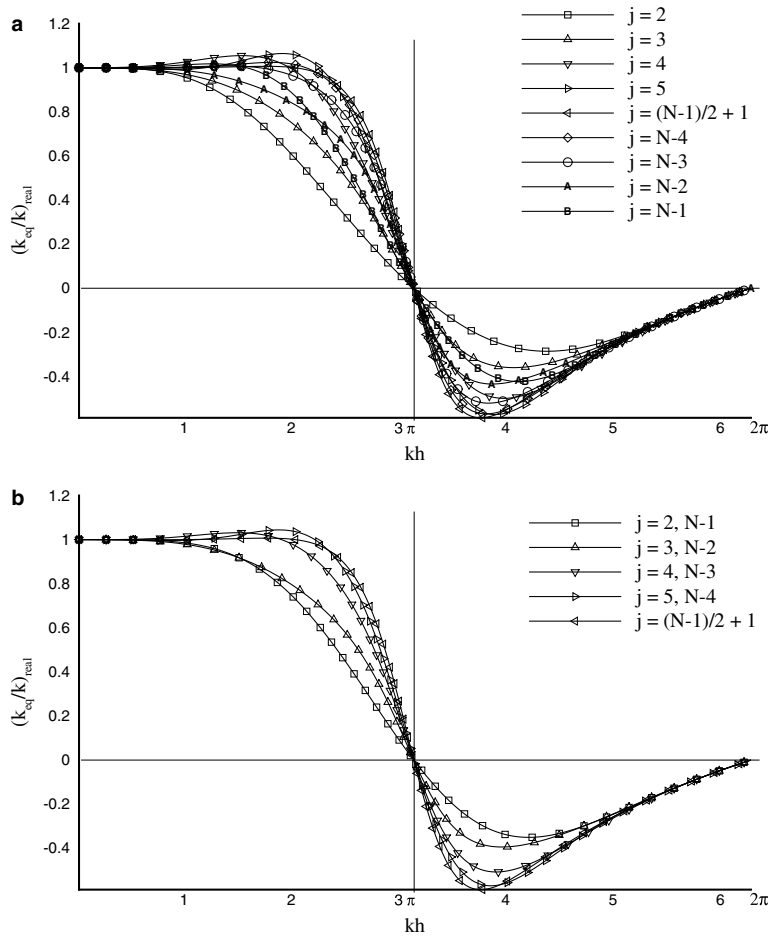 a
1.2
1
0.8
0.6
0.4
0.2
0
-0.2
-0.4
(k_eq/k)_real
1 2 3 π 4 5 6 2π
kh
j = 2
j = 3
j = 4
j = 5
j = (N-1)/2 + 1
j = N-4
j = N-3
A j = N-2
B j = N-1
b
1.2
1
0.8
0.6
0.4
0.2
0
-0.2
-0.4
(k_eq/k)_real
1 2 3 π 4 5 6 2π
kh
j = 2, N-1
j = 3, N-2
j = 4, N-3
j = 5, N-4
j = (N-1)/2 + 1